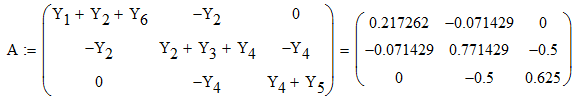 Y₁ + Y₂ + Y₆ −Y₂ 0 0.217262 −0.071429 0
A := −Y₂ Y₂ + Y₃ + Y₄ −Y₄ = −0.071429 0.771429 −0.5
0 −Y₄ Y₄ + Y₅ 0 −0.5 0.625